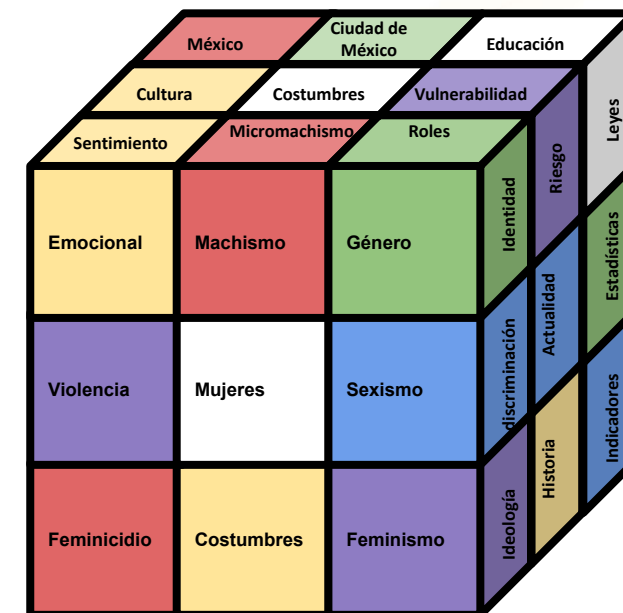 México
Ciudad de
México
Educación
Cultura
Costumbres
Vulnerabilidad
Sentimiento
Micromachismo
Roles
Emocional
Machismo
Género
Identidad
Riesgo
Leyes
Violencia
Mujeres
Sexismo
discriminación
Actualidad
Estadísticas
Feminicidio
Costumbres
Feminismo
Ideología
Historia
Indicadores